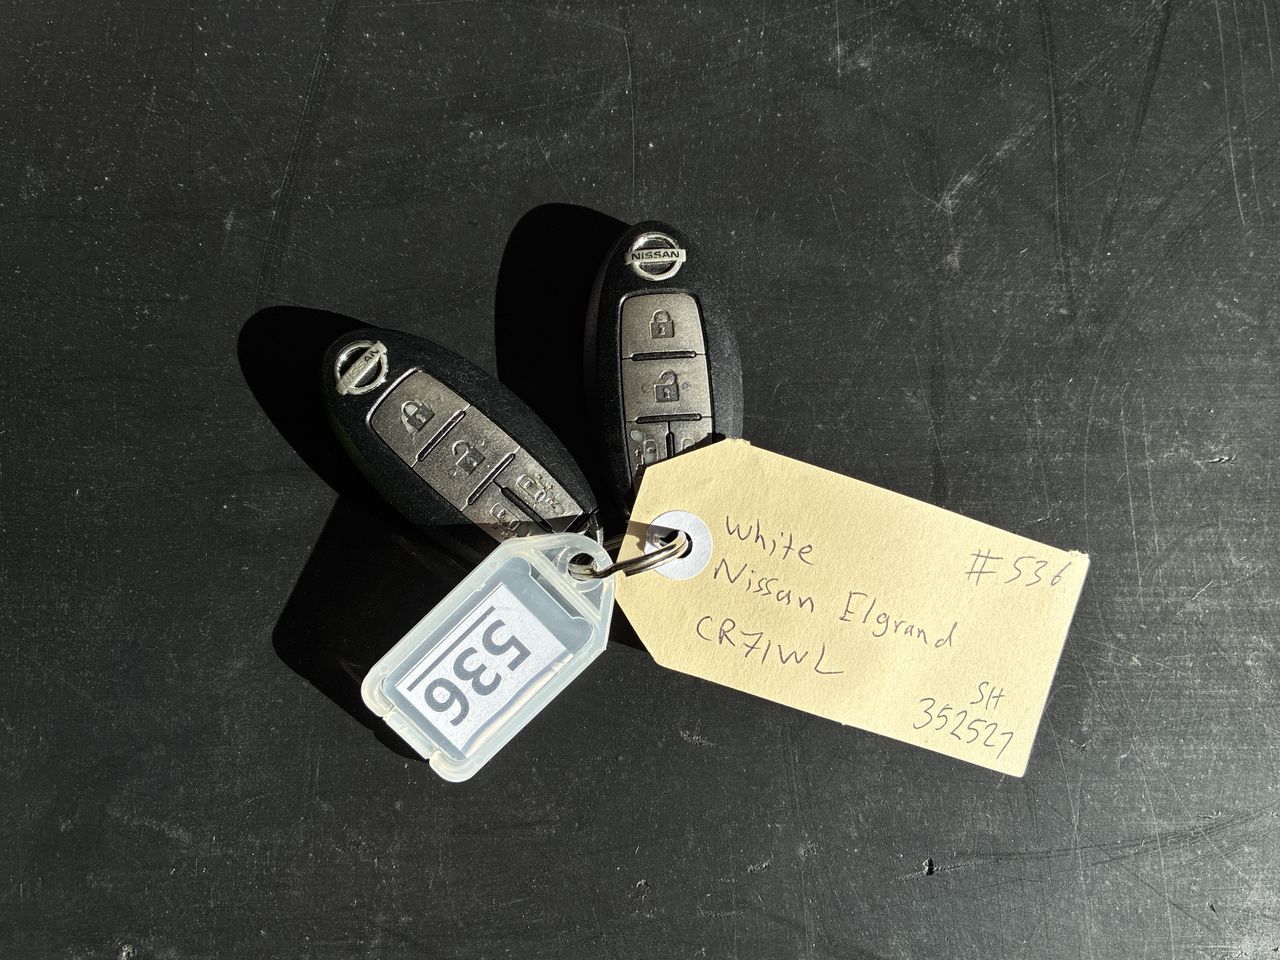 NISSAN
NISSAN
536
White
Nissan Elgrand
CR71WL
#536
SH
352527